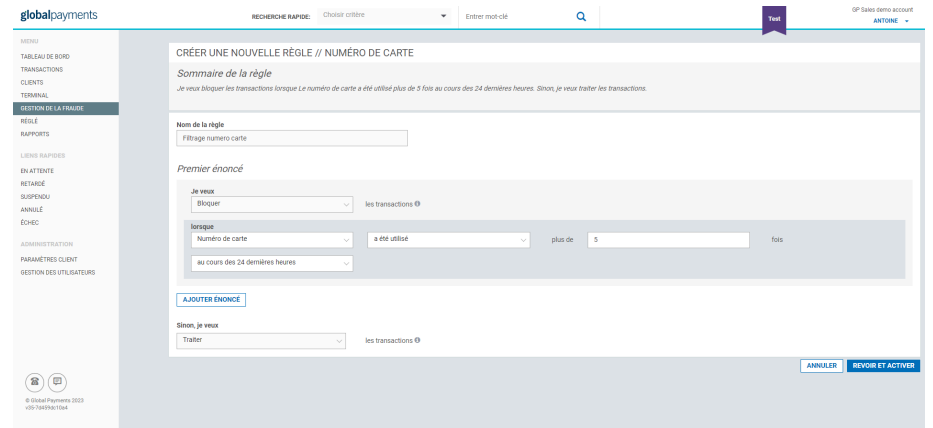 globalpayments
RECHERCHE RAPIDE: Choisir critère Entrer mot-clé
Test
GP Sales demo account
ANTOINE
MENU
TABLEAU DE BORD
TRANSACTIONS
CLIENTS
TERMINAL
GESTION DE LA FRAUDE
RÉGLÉ
RAPPORTS
LIENS RAPIDES
EN ATTENTE
RETARDÉ
SUSPENDU
ANNULÉ
ÉCHEC
ADMINISTRATION
PARAMÈTRES CLIENT
GESTION DES UTILISATEURS
© Global Payments 2023
CRÉER UNE NOUVELLE RÈGLE // NUMÉRO DE CARTE
Sommaire de la règle
Je veux bloquer les transactions lorsque Le numéro de carte a été utilisé plus de 5 fois au cours des 24 dernières heures. Sinon, je veux traiter les transactions.
Nom de la règle
Filtrage numero carte
Premier énoncé
Je veux
Bloquer les transactions
lorsque
Numéro de carte a été utilisé plus de 5 fois
au cours des 24 dernières heures
AJOUTER ÉNONCÉ
Sinon, je veux
Traiter les transactions
ANNULER REVOIR ET ACTIVER